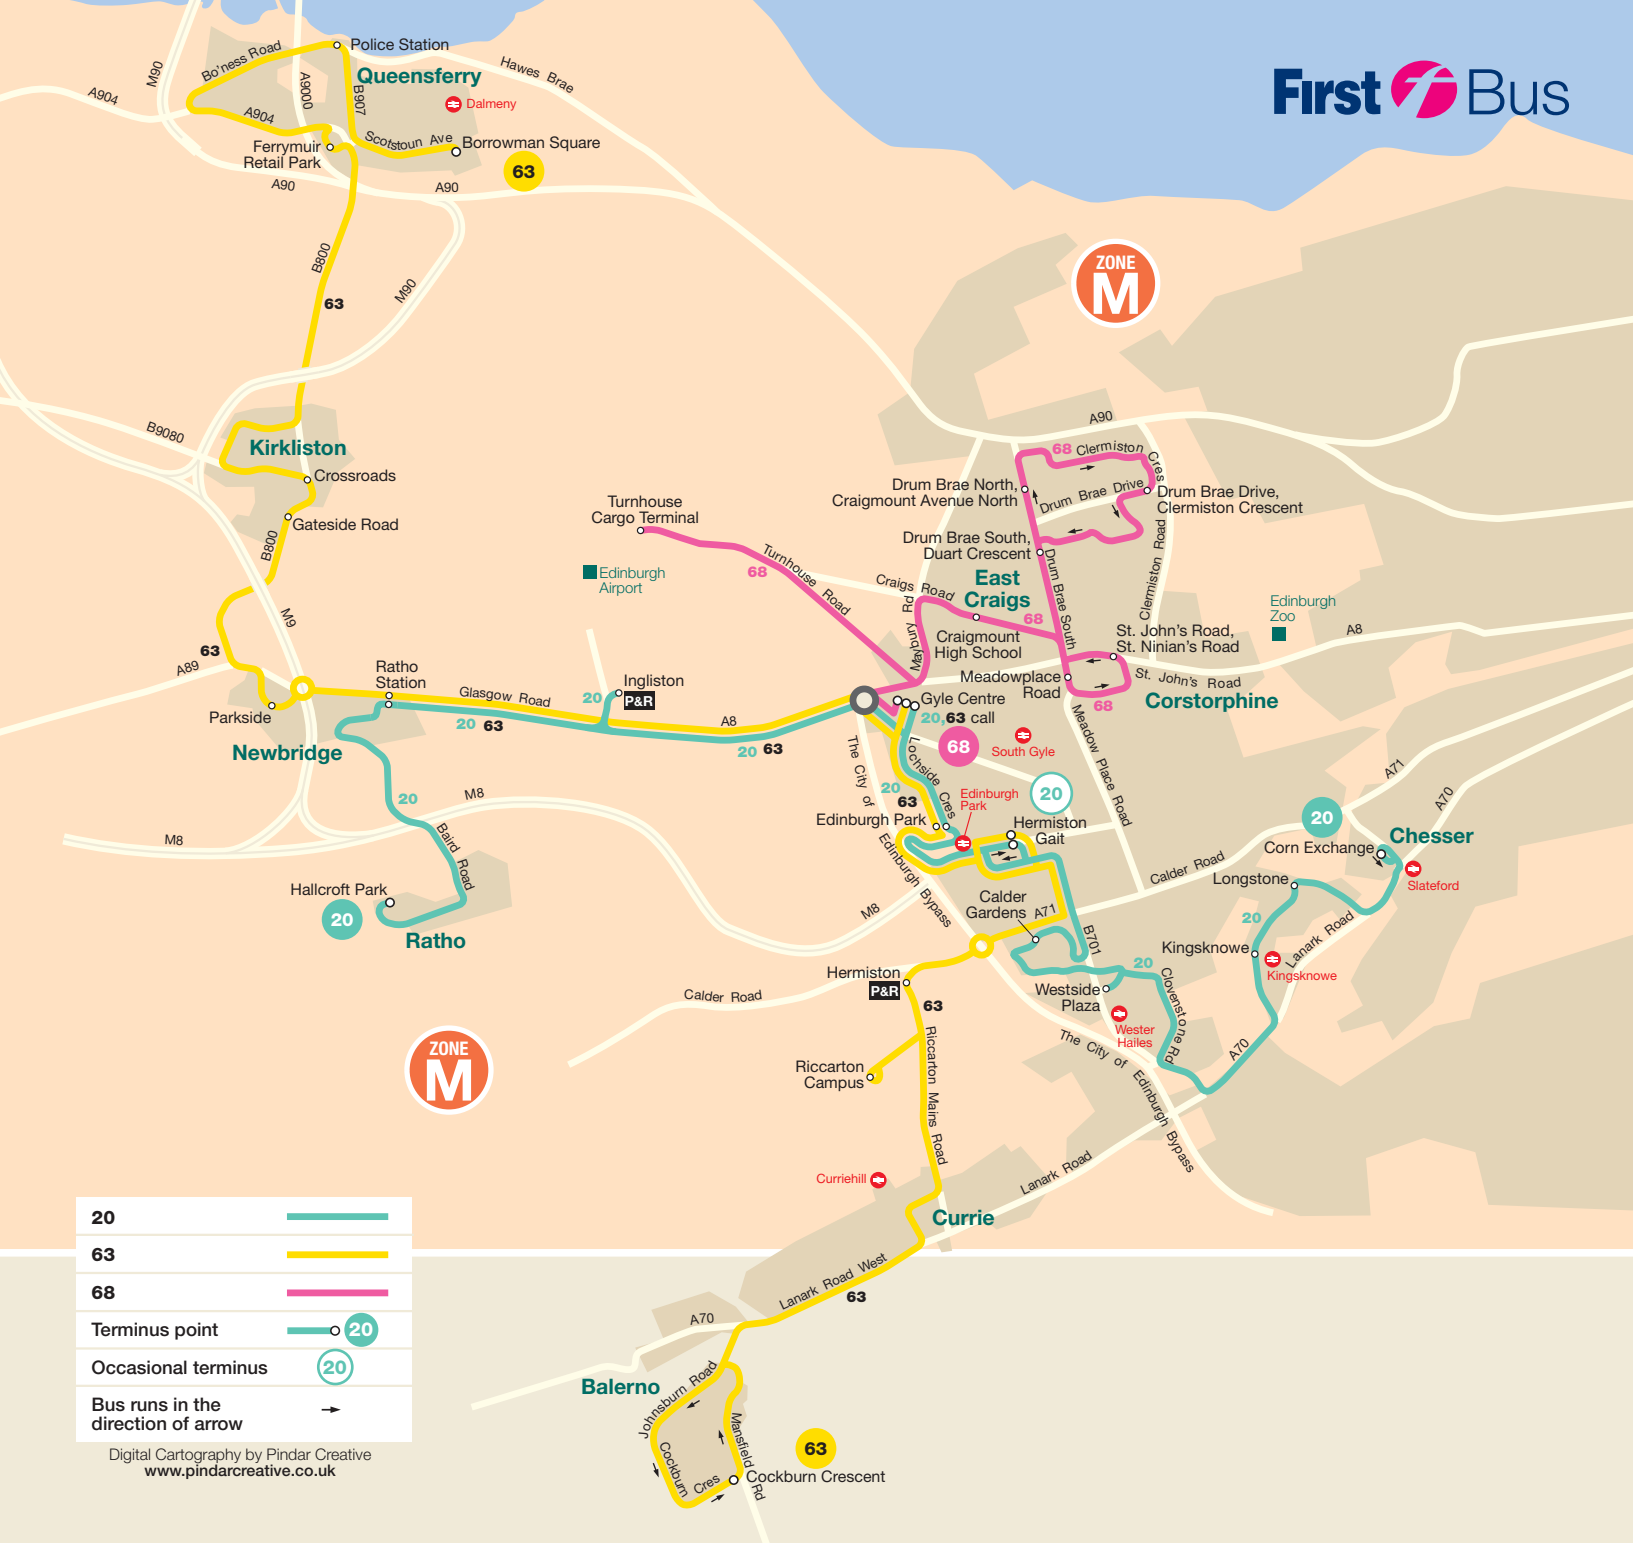 First Bus
Police Station
Bo'ness Road
Queensferry
Hawes Brae
M90
A9000
B907
A904
Dalmeny
A904
Scotstoun Ave
Borrowman Square
Ferrymuir
Retail Park
63
A90
A90
B800
M90
63
ZONE
M
B9080
Kirkliston
Crossroads
Gateside Road
B800
M9
63
A89
Parkside
Newbridge
Ratho
Station
Glasgow Road
20
63
Ingliston
P&R
20
A8
20
63
Turnhouse
Cargo Terminal
68
Turnhouse Road
Edinburgh
Airport
A90
68
Clermiston
Cres
Drum Brae North,
Craigmount Avenue North
Drum Brae Drive
Drum Brae Drive,
Clermiston Crescent
Drum Brae South,
Duart Crescent
Drum Brae South
Clermiston Road
Craigs Road
East
Craigs
68
Maybury Rd
Craigmount
High School
Edinburgh
Zoo
A8
St. John's Road,
St. Ninian's Road
Meadowplace
Road
St. John's Road
68
Corstorphine
Gyle Centre
20,63 call
68
South Gyle
Meadow Place Road
The City of
Edinburgh Bypass
Lochside Cres
20
63
Edinburgh
Park
20
Edinburgh Park
Hermiston
Gait
A71
A70
20
Chesser
Corn Exchange
Slateford
Calder Road
Longstone
20
Lanark Road
Kingsknowe
Kingsknowe
M8
M8
20
Baird Road
Hallcroft Park
20
Ratho
M8
Calder
Gardens
A71
B701
20
Clovenstone Rd
Westside
Plaza
Wester
Hailes
Hermiston
P&R
Calder Road
63
Riccarton Mains Road
Riccarton
Campus
The City of Edinburgh Bypass
A70
ZONE
M
Curriehill
Lanark Road
Currie
Lanark Road West
63
A70
Balerno
Johnsburn Road
Mansfield Rd
Cockburn
Cres
63
Cockburn Crescent
20
63
68
Terminus point
20
Occasional terminus
20
Bus runs in the
direction of arrow
Digital Cartography by Pindar Creative
www.pindarcreative.co.uk